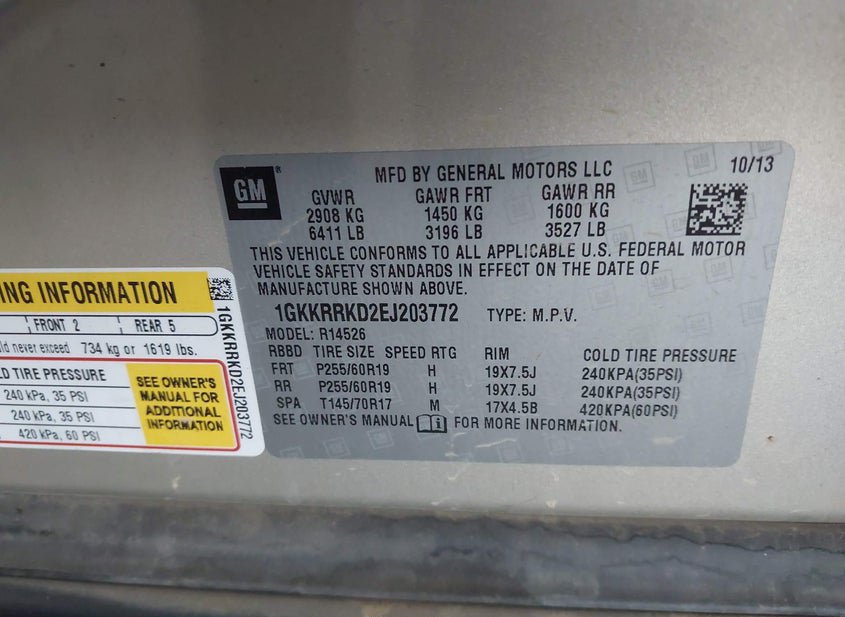 GM
®
MFD BY GENERAL MOTORS LLC
10/13
GVWR GAWR FRT GAWR RR
2908 KG 1450 KG 1600 KG
6411 LB 3196 LB 3527 LB
THIS VEHICLE CONFORMS TO ALL APPLICABLE U.S. FEDERAL MOTOR
VEHICLE SAFETY STANDARDS IN EFFECT ON THE DATE OF
MANUFACTURE SHOWN ABOVE.
1GKKRRKD2EJ203772 TYPE: M.P.V.
MODEL: R14526
RBBD TIRE SIZE SPEED RTG RIM COLD TIRE PRESSURE
FRT P255/60R19 H 19X7.5J 240KPA(35PSI)
RR P255/60R19 H 19X7.5J 240KPA(35PSI)
SPA T145/70R17 M 17X4.5B 420KPA(60PSI)
SEE OWNER'S MANUAL FOR MORE INFORMATION.
ING INFORMATION
FRONT 2 REAR 5
ld never exceed 734 kg or 1619 lbs.
LD TIRE PRESSURE
240 kPa, 35 PSI
240 kPa, 35 PSI
420 kPa, 60 PSI
SEE OWNER'S
MANUAL FOR
ADDITIONAL
INFORMATION
1GKKRRKD2EJ203772